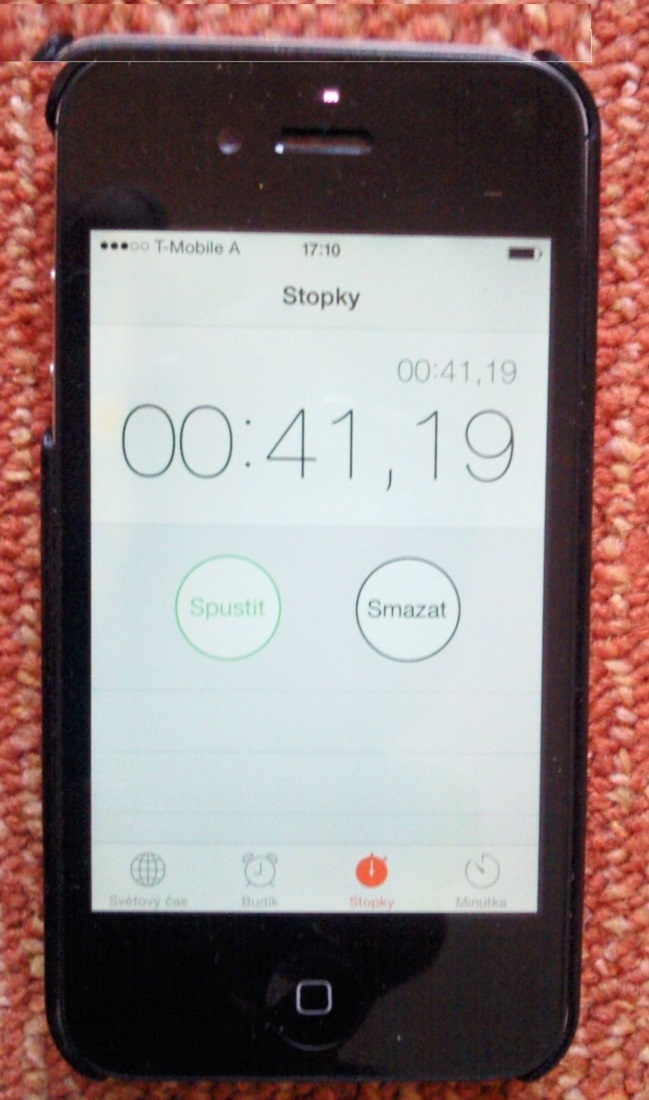 T-Mobile A 17:10
Stopky
00:41,19
00:41,19
Spustit Smazat
Světový čas Budík Stopky Minutka